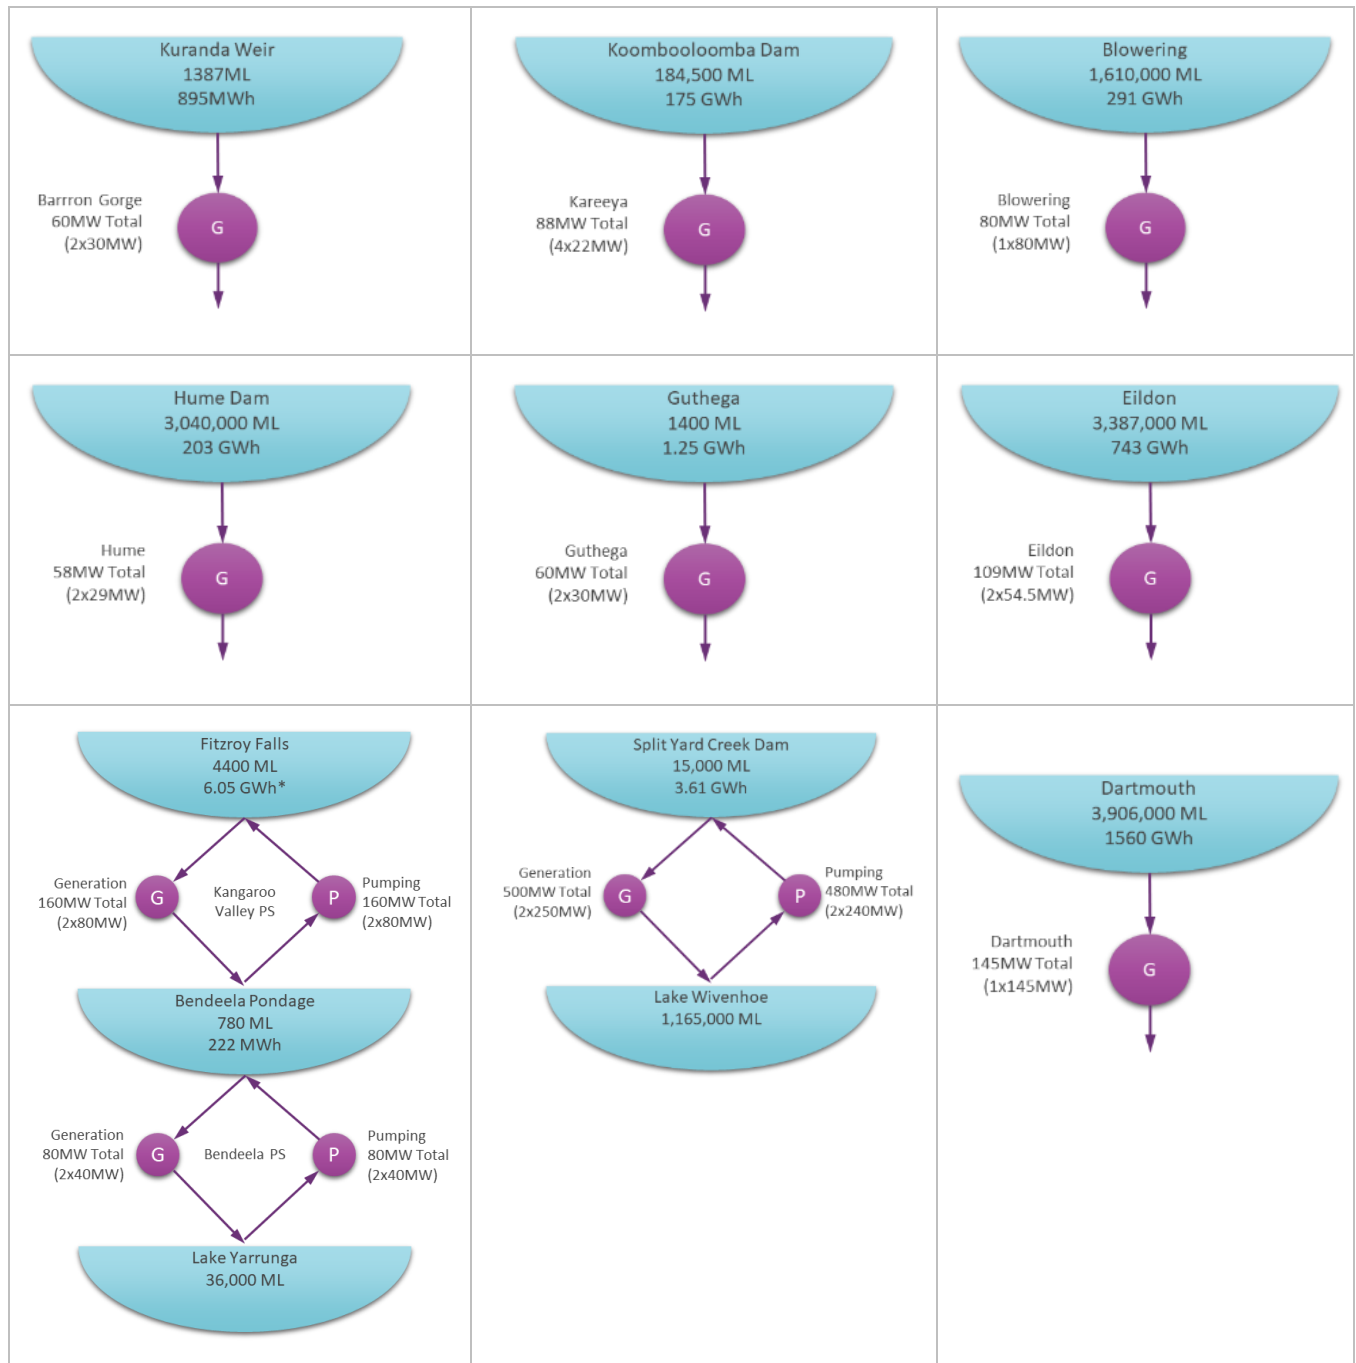 Kuranda Weir
1387ML
895MWh
Barrron Gorge
60MW Total
(2x30MW)
G
Koombooloomba Dam
184,500 ML
175 GWh
Kareeya
88MW Total
(4x22MW)
G
Blowering
1,610,000 ML
291 GWh
Blowering
80MW Total
(1x80MW)
G
Hume Dam
3,040,000 ML
203 GWh
Hume
58MW Total
(2x29MW)
G
Guthega
1400 ML
1.25 GWh
Guthega
60MW Total
(2x30MW)
G
Eildon
3,387,000 ML
743 GWh
Eildon
109MW Total
(2x54.5MW)
G
Fitzroy Falls
4400 ML
6.05 GWh*
Generation
160MW Total
(2x80MW)
G
Kangaroo
Valley PS
P
Pumping
160MW Total
(2x80MW)
Bendeela Pondage
780 ML
222 MWh
Generation
80MW Total
(2x40MW)
G
Bendeela PS
P
Pumping
80MW Total
(2x40MW)
Lake Yarrunga
36,000 ML
Split Yard Creek Dam
15,000 ML
3.61 GWh
Generation
500MW Total
(2x250MW)
G
P
Pumping
480MW Total
(2x240MW)
Lake Wivenhoe
1,165,000 ML
Dartmouth
3,906,000 ML
1560 GWh
Dartmouth
145MW Total
(1x145MW)
G